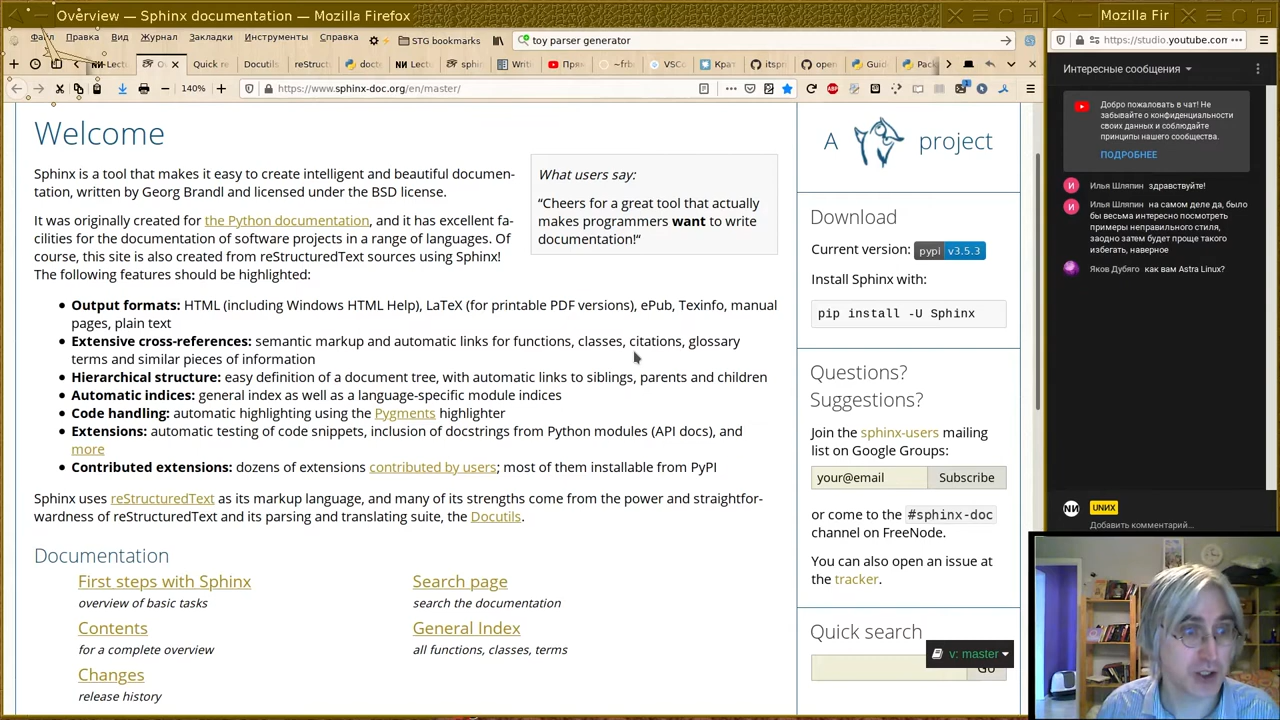 Overview — Sphinx documentation — Mozilla Firefox
Файл Правка Вид Журнал Закладки Инструменты Справка
STG bookmarks
toy parser generator
Quick re
Docutils.
reStruct
sphin
Writi
VSCo
Крат
itspr
open
Guid
140%
https://www.sphinx-doc.org/en/master/
Welcome
Sphinx is a tool that makes it easy to create intelligent and beautiful documen-
tation, written by Georg Brandl and licensed under the BSD license.
It was originally created for the Python documentation, and it has excellent fa-
cilities for the documentation of software projects in a range of languages. Of
course, this site is also created from reStructuredText sources using Sphinx!
The following features should be highlighted:
What users say:
“Cheers for a great tool that actually
makes programmers want to write
documentation!“
Output formats: HTML (including Windows HTML Help), LaTeX (for printable PDF versions), ePub, Texinfo, manual
pages, plain text
Extensive cross-references: semantic markup and automatic links for functions, classes, citations, glossary
terms and similar pieces of information
Hierarchical structure: easy definition of a document tree, with automatic links to siblings, parents and children
Automatic indices: general index as well as a language-specific module indices
Code handling: automatic highlighting using the Pygments highlighter
Extensions: automatic testing of code snippets, inclusion of docstrings from Python modules (API docs), and
more
Contributed extensions: dozens of extensions contributed by users; most of them installable from PyPI
Sphinx uses reStructuredText as its markup language, and many of its strengths come from the power and straightfor-
wardness of reStructuredText and its parsing and translating suite, the Docutils.
Documentation
First steps with Sphinx
overview of basic tasks
Contents
for a complete overview
Changes
release history
Search page
search the documentation
General Index
all functions, classes, terms
A project
Download
Current version: pypi v3.5.3
Install Sphinx with:
pip install -U Sphinx
Questions?
Suggestions?
Join the sphinx-users mailing
list on Google Groups:
your@email Subscribe
or come to the #sphinx-doc
channel on FreeNode.
You can also open an issue at
the tracker.
Quick search
v: master
Go
Mozilla Fir
https://studio.youtube.com
Интересные сообщения
Добро пожаловать в чат! Не
забывайте о конфиденциальности
своих данных и соблюдайте
принципы нашего сообщества.
ПОДРОБНЕЕ
Илья Шляпин здравствуйте!
Илья Шляпин на самом деле да, было
бы весьма интересно посмотреть
примеры неправильного стиля,
заодно затем будет проще такого
избегать, наверное
Яков Дубяго как вам Astra Linux?
UNИX
Добавить комментарий...